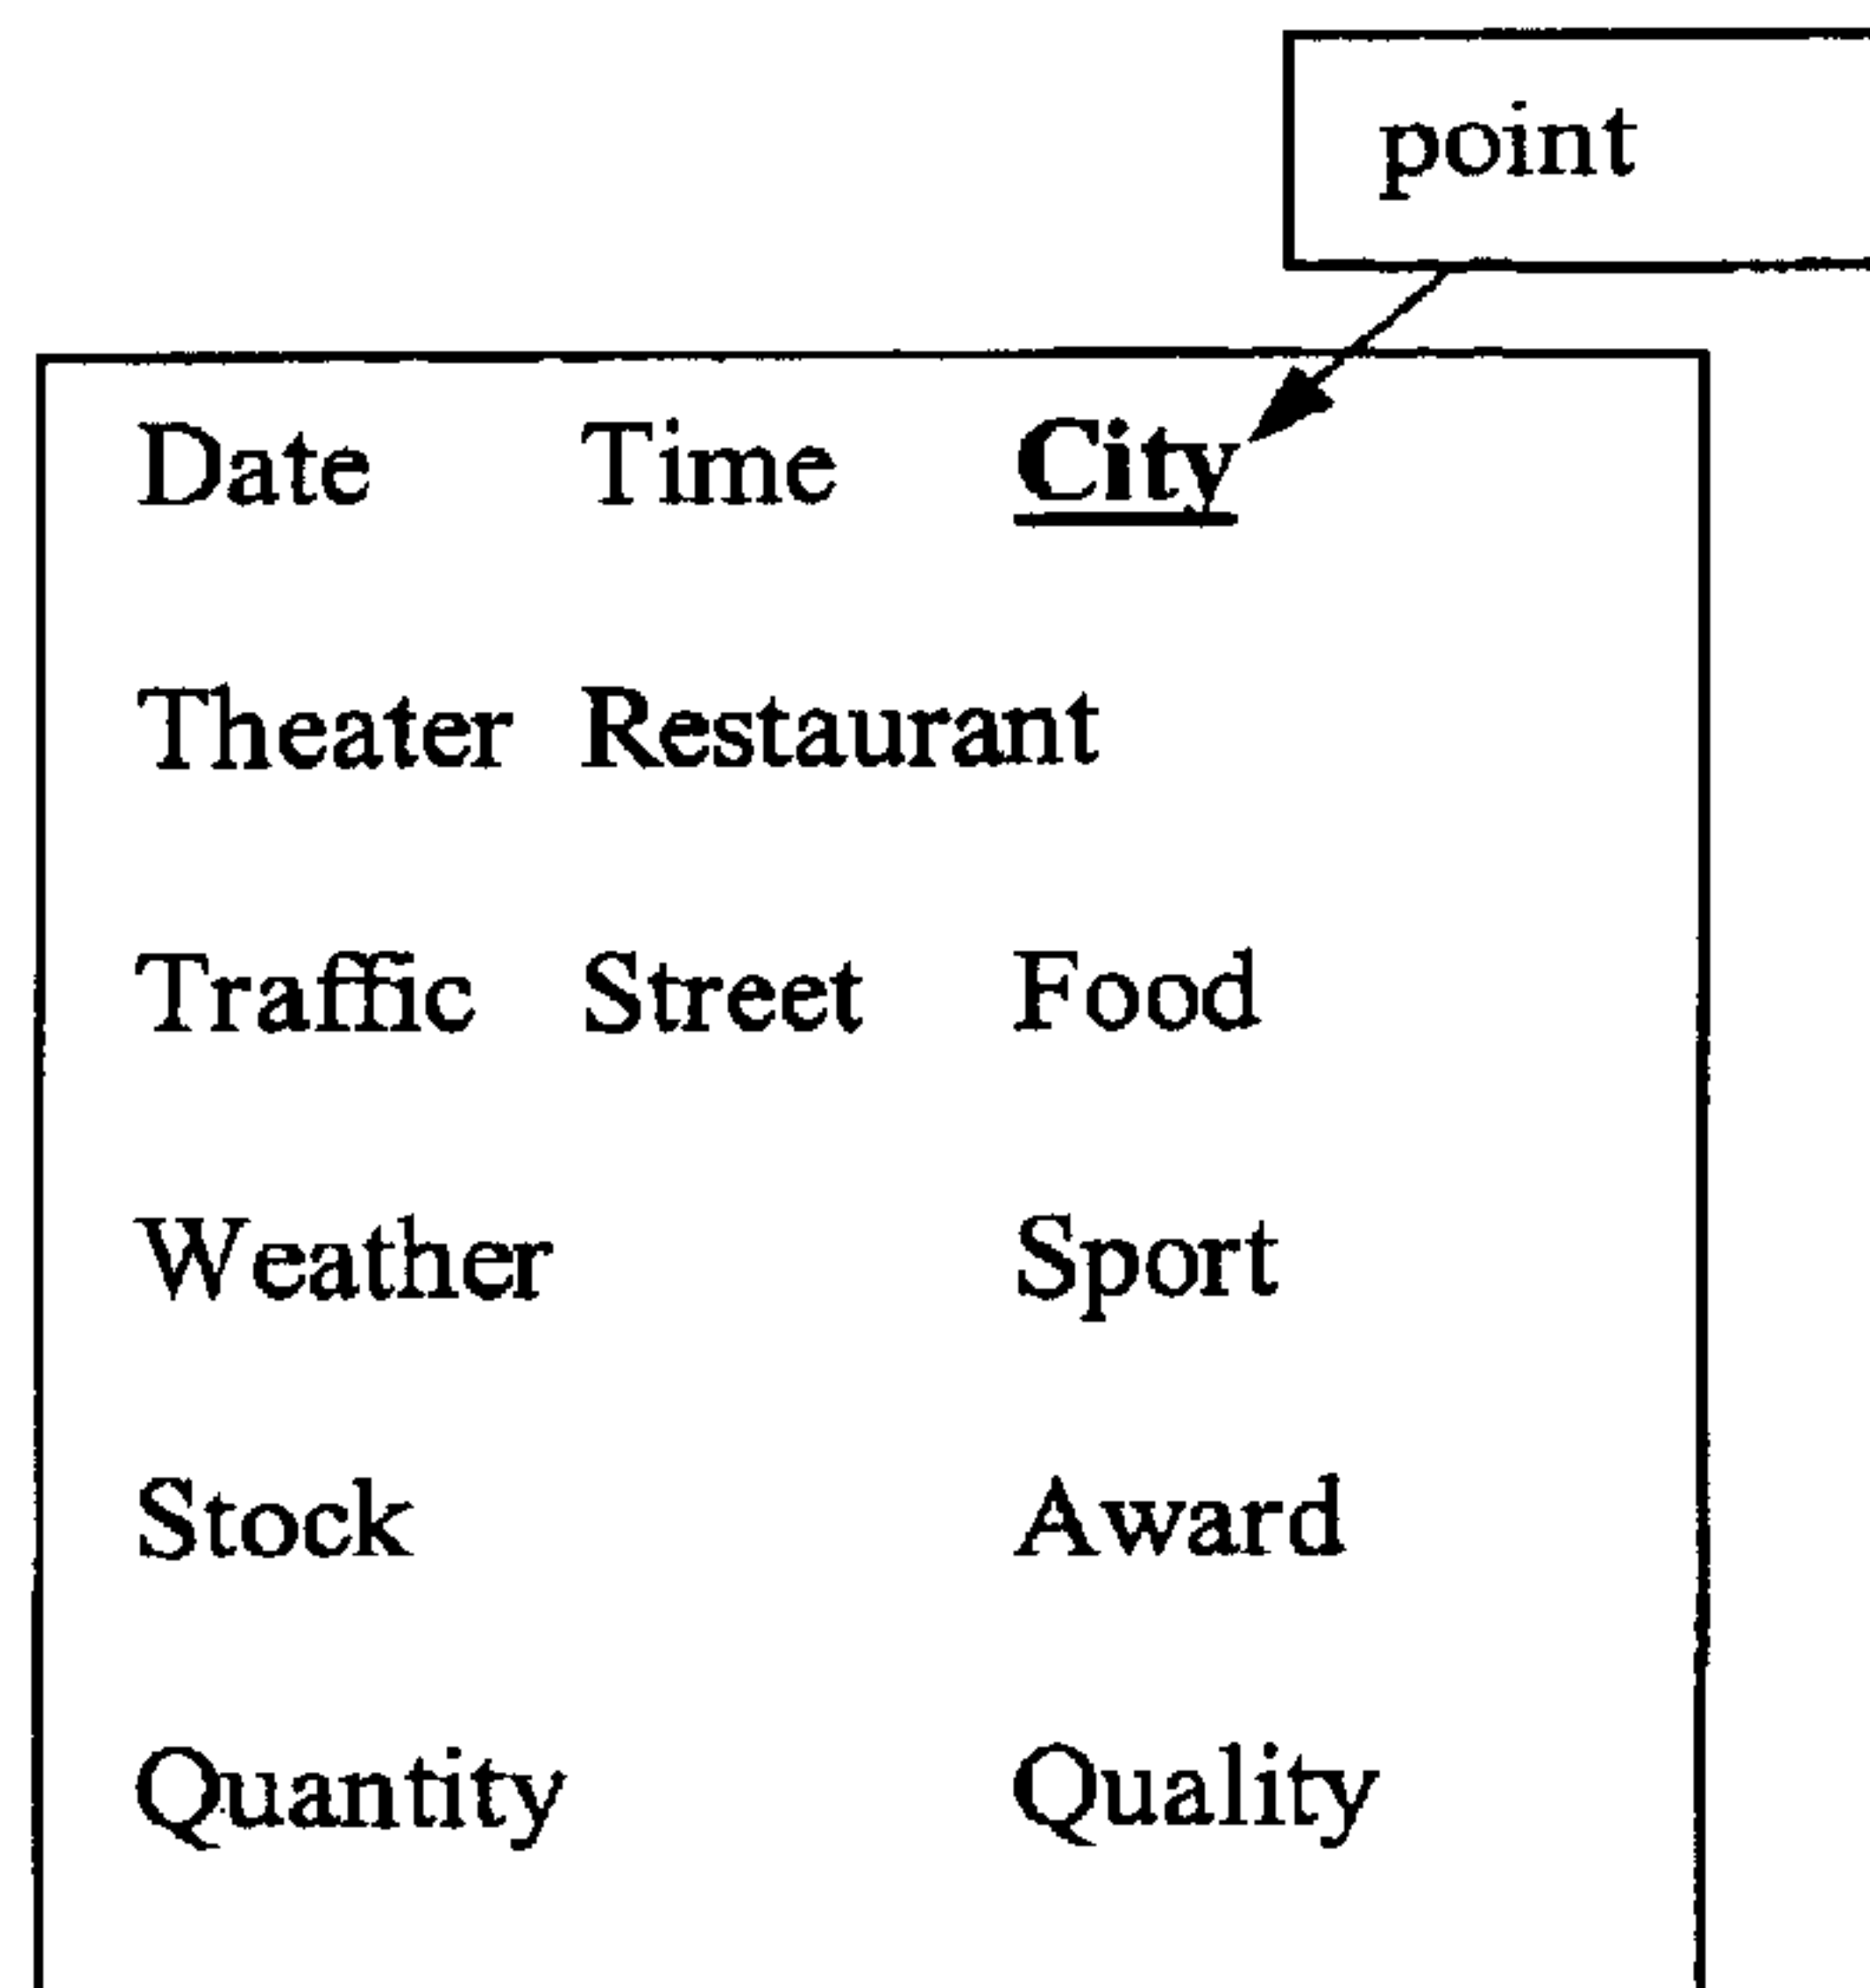 point
Date Time City
Theater Restaurant
Traffic Street Food
Weather Sport
Stock Award
Quantity Quality